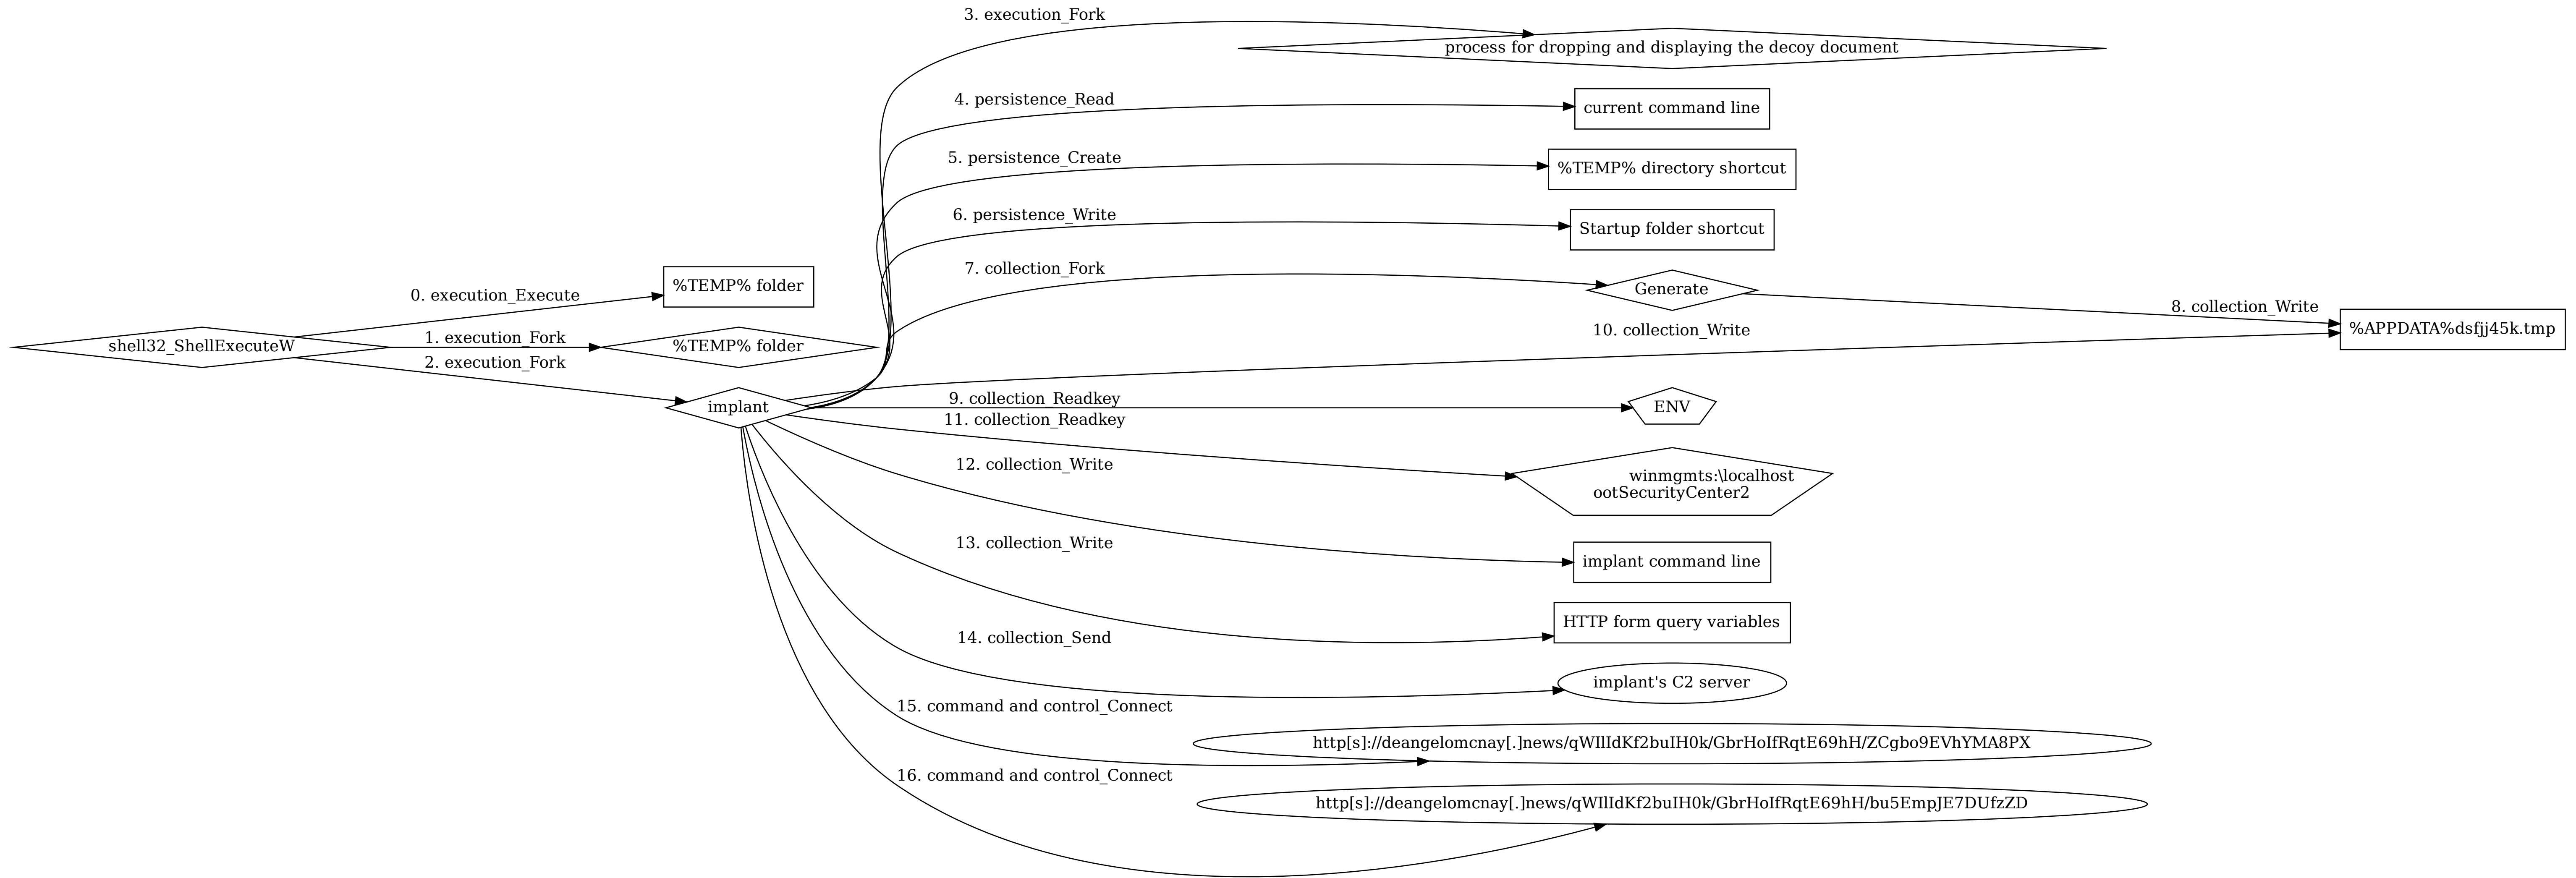 3. execution_Fork
process for dropping and displaying the decoy document
4. persistence_Read
current command line
5. persistence_Create
%TEMP% directory shortcut
6. persistence_Write
Startup folder shortcut
7. collection_Fork
Generate
0. execution_Execute
%TEMP% folder
8. collection_Write
%APPDATA%dsfjj45k.tmp
shell32_ShellExecuteW
1. execution_Fork
%TEMP% folder
10. collection_Write
2. execution_Fork
implant
9. collection_Readkey
ENV
11. collection_Readkey
winmgmts:\localhost
ootSecurityCenter2
12. collection_Write
implant command line
13. collection_Write
HTTP form query variables
14. collection_Send
implant's C2 server
15. command and control_Connect
http[s]://deangelomcnay[.]news/qWIlIdKf2buIH0k/GbrHoIfRqtE69hH/ZCgbo9EVhYMA8PX
16. command and control_Connect
http[s]://deangelomcnay[.]news/qWIlIdKf2buIH0k/GbrHoIfRqtE69hH/bu5EmpJE7DUfzZD